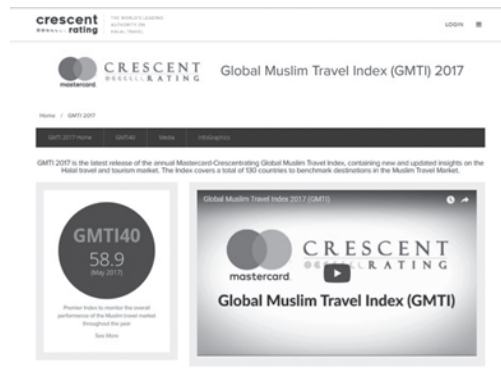 crescent
rating
THE WORLD'S LEADING
AUTHORITY ON
HALAL TRAVEL
LOGIN
mastercard
CRESCENT
RATING
Global Muslim Travel Index (GMTI) 2017
Home / GMTI 2017
GMTI 2017 Home GMTI40 Media InfoGraphics
GMTI 2017 is the latest release of the annual Mastercard-Crescentrating Global Muslim Travel Index, containing new and updated insights on the
Halal travel and tourism market. The Index covers a total of 130 countries to benchmark destinations in the Muslim Travel Market.
GMTI40
58.9
(May 2017)
Premier Index to monitor the overall
performance of the Muslim travel market
throughout the year
See More
Global Muslim Travel Index 2017 (GMTI)
mastercard.
CRESCENT
RATING
Global Muslim Travel Index (GMTI)